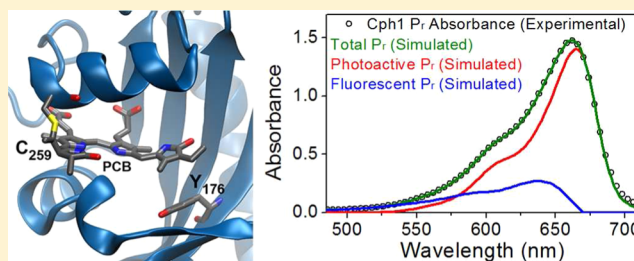 C259
PCB
Y176
Cph1 Pr Absorbance (Experimental)
Total Pr (Simulated)
Photoactive Pr (Simulated)
Fluorescent Pr (Simulated)
Absorbance
1.5
1.0
0.5
0.0
500 550 600 650 700
Wavelength (nm)